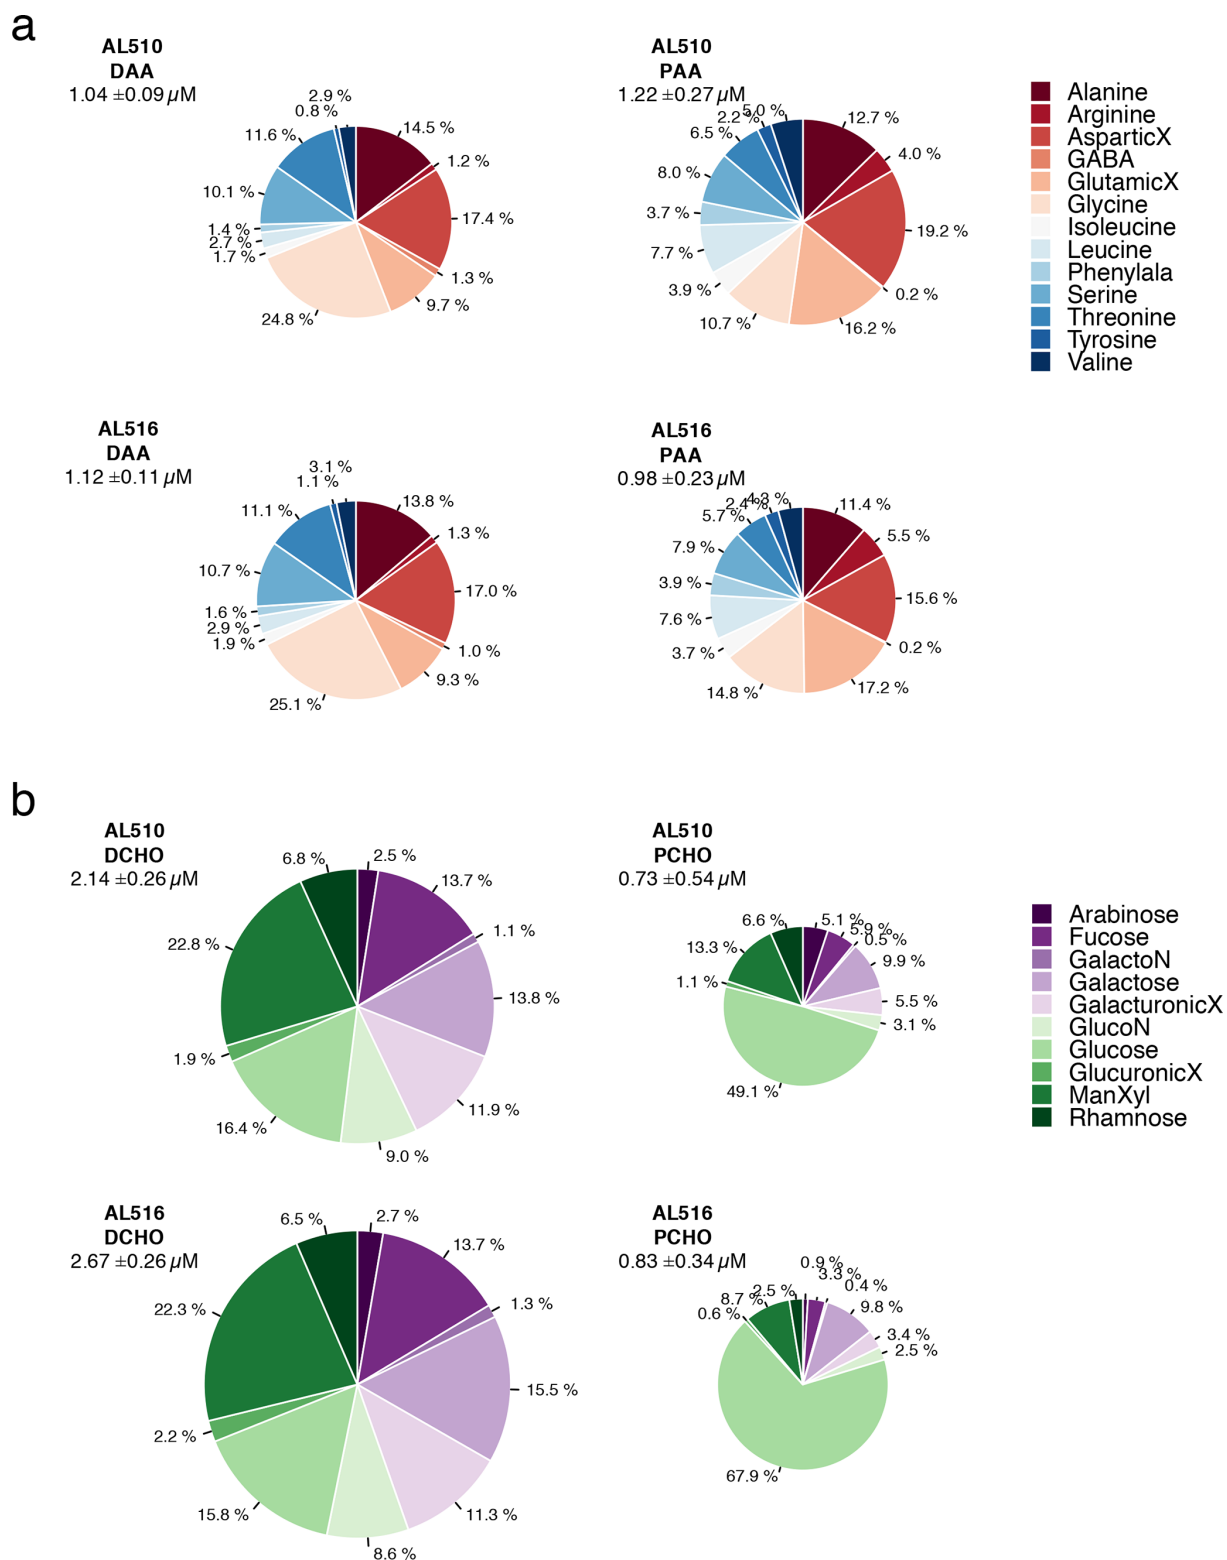 a
AL510
DAA
1.04 ±0.09 µM
2.9 %
0.8 %
11.6 %
10.1 %
1.4 %
2.7 %
1.7 %
24.8 %
14.5 %
1.2 %
17.4 %
1.3 %
9.7 %
AL510
PAA
1.22 ±0.27 µM
5.0 %
2.2 %
6.5 %
8.0 %
3.7 %
7.7 %
3.9 %
10.7 %
12.7 %
4.0 %
19.2 %
0.2 %
16.2 %
Alanine
Arginine
AsparticX
GABA
GlutamicX
Glycine
Isoleucine
Leucine
Phenylala
Serine
Threonine
Tyrosine
Valine
AL516
DAA
1.12 ±0.11 µM
3.1 %
1.1 %
11.1 %
10.7 %
1.6 %
2.9 %
1.9 %
25.1 %
13.8 %
1.3 %
17.0 %
1.0 %
9.3 %
AL516
PAA
0.98 ±0.23 µM
4.3 %
2.4 %
5.7 %
7.9 %
3.9 %
7.6 %
3.7 %
14.8 %
11.4 %
5.5 %
15.6 %
0.2 %
17.2 %
b
AL510
DCHO
2.14 ±0.26 µM
6.8 %
22.8 %
1.9 %
16.4 %
9.0 %
2.5 %
13.7 %
1.1 %
13.8 %
11.9 %
AL510
PCHO
0.73 ±0.54 µM
6.6 %
13.3 %
1.1 %
49.1 %
5.1 %
5.9 %
0.5 %
9.9 %
5.5 %
3.1 %
Arabinose
Fucose
GalactoN
Galactose
GalacturonicX
GlucoN
Glucose
GlucuronicX
ManXyl
Rhamnose
AL516
DCHO
2.67 ±0.26 µM
6.5 %
22.3 %
2.2 %
15.8 %
8.6 %
2.7 %
13.7 %
1.3 %
15.5 %
11.3 %
AL516
PCHO
0.83 ±0.34 µM
2.5 %
8.7 %
0.6 %
67.9 %
0.9 %
3.3 %
0.4 %
9.8 %
3.4 %
2.5 %